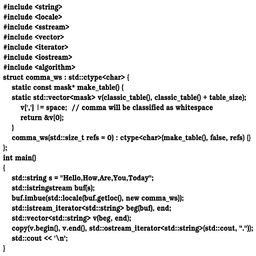 #include <string>
#include <locale>
#include <sstream>
#include <vector>
#include <iterator>
#include <iostream>
#include <algorithm>
struct comma_ws : std::ctype<char> {
static const mask* make_table() {
static std::vector<mask> v(classic_table(), classic_table() + table_size);
v[','] |= space; // comma will be classified as whitespace
return &v[0];
}
comma_ws(std::size_t refs = 0) : ctype<char>(make_table(), false, refs) {}
};
int main()
{
std::string s = "Hello,How,Are,You,Today";
std::istringstream buf(s);
buf.imbue(std::locale(buf.getloc(), new comma_ws));
std::istream_iterator<std::string> beg(buf), end;
std::vector<std::string> v(beg, end);
copy(v.begin(), v.end(), std::ostream_iterator<std::string>(std::cout, "."));
std::cout << '\n';
}